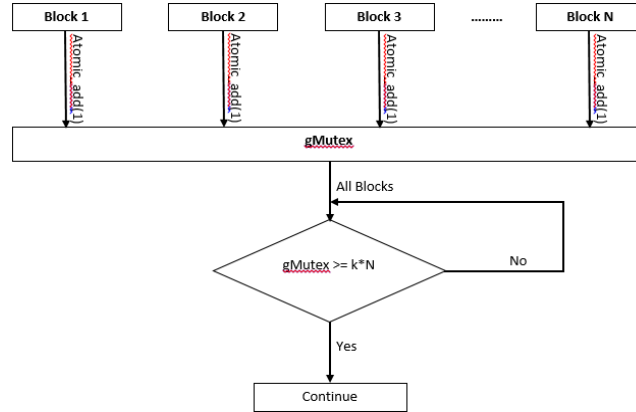 Block 1
Block 2
Block 3
.........
Block N
Atomic_add(1)
Atomic_add(1)
Atomic_add(1)
Atomic_add(1)
gMutex
All Blocks
gMutex >= k*N
No
Yes
Continue